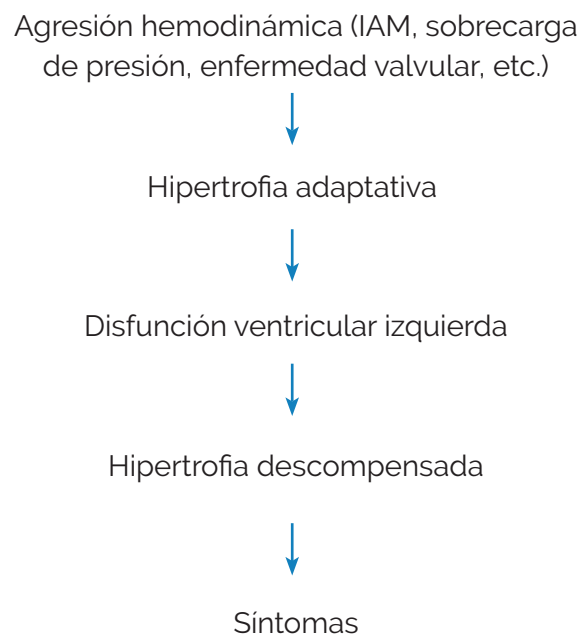 Agresión hemodinámica (IAM, sobrecarga
de presión, enfermedad valvular, etc.)
Hipertrofia adaptativa
Disfunción ventricular izquierda
Hipertrofia descompensada
Síntomas